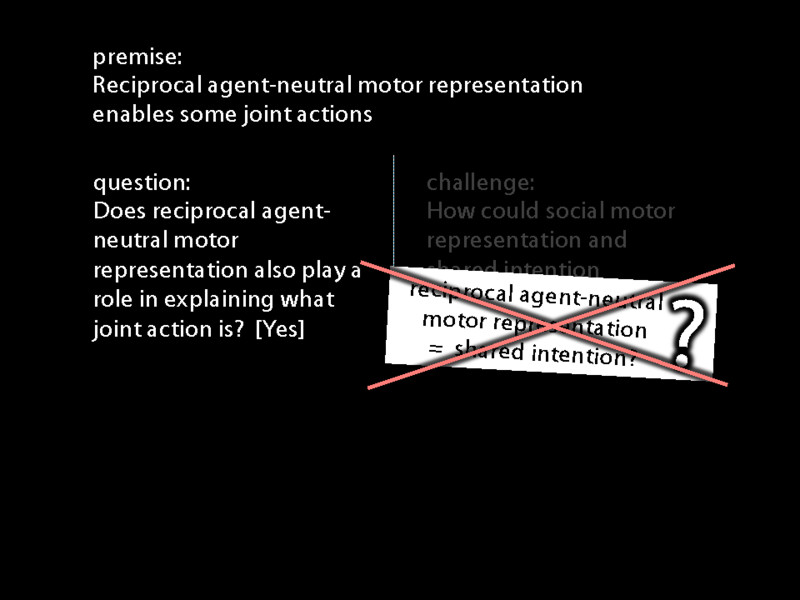 premise:
Reciprocal agent-neutral motor representation
enables some joint actions
question:
Does reciprocal agent-
neutral motor
representation also play a
role in explaining what
joint action is? [Yes]
challenge:
How could social motor
representation and
shared intention
reciprocal agent-neutral
motor representation
= shared intention?
?